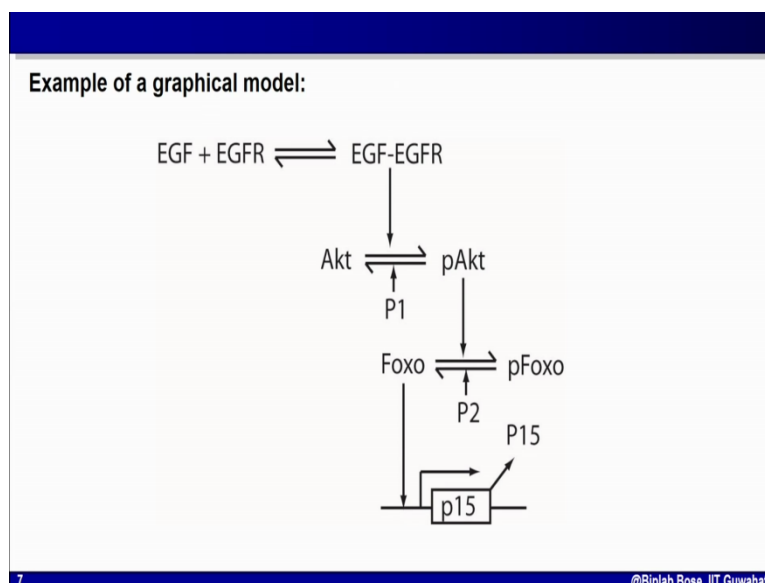 Example of a graphical model:
EGF + EGFR EGF-EGFR
Akt pAkt
P1
Foxo pFoxo
P2
P15
p15
7 @Biplab Bose, IIT Guwaha